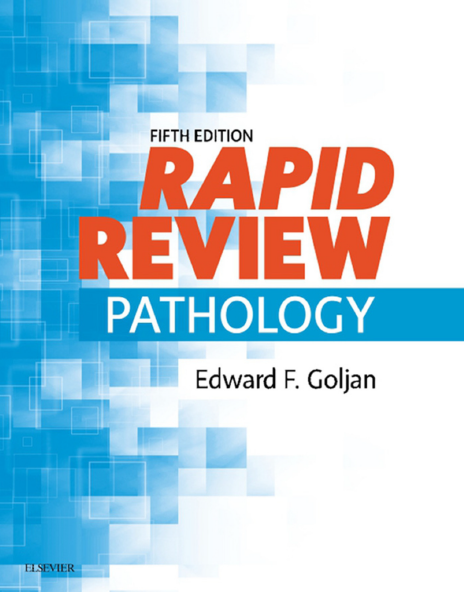 FIFTH EDITION
RAPID
REVIEW
PATHOLOGY
Edward F. Goljan
ELSEVIER